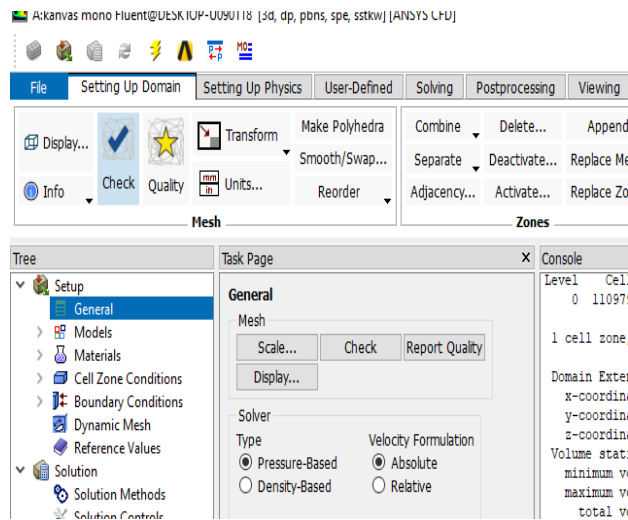 A:kanvas mono Fluent@DESKTOP-U090118 [3d, dp, pbns, spe, sstkw] [ANSYS CFD]
File Setting Up Domain Setting Up Physics User-Defined Solving Postprocessing Viewing
Display... Transform Make Polyhedra Combine Delete... Append
Smooth/Swap... Separate Deactivate... Replace Me
Info Check Quality Units... Reorder Adjacency... Activate... Replace Zo
Mesh Zones
Tree Task Page X Console
Setup
General
Models
Materials
Cell Zone Conditions
Boundary Conditions
Dynamic Mesh
Reference Values
Solution
Solution Methods
Solution Controls
General
Mesh
Scale... Check Report Quality
Display...
Solver
Type Velocity Formulation
Pressure-Based Absolute
Density-Based Relative
Level Cell
0 110979
1 cell zone,
Domain Exten
x-coordina
y-coordina
z-coordina
Volume stati
minimum vo
maximum vo
total vo